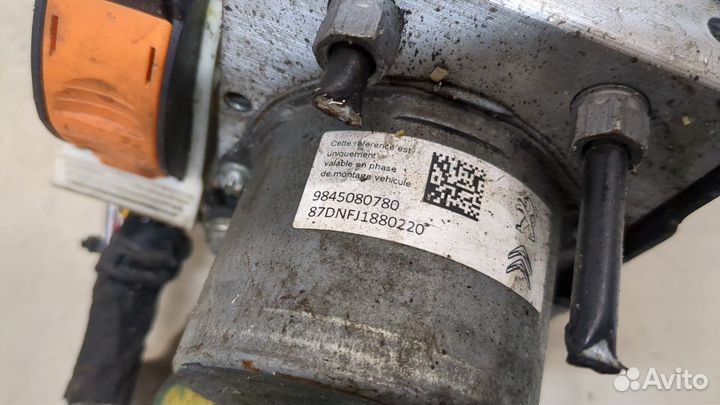 Cette référence est
uniquement
valable en phase
de montage véhicule
9845080780
87DNFJ1880220*
Avito